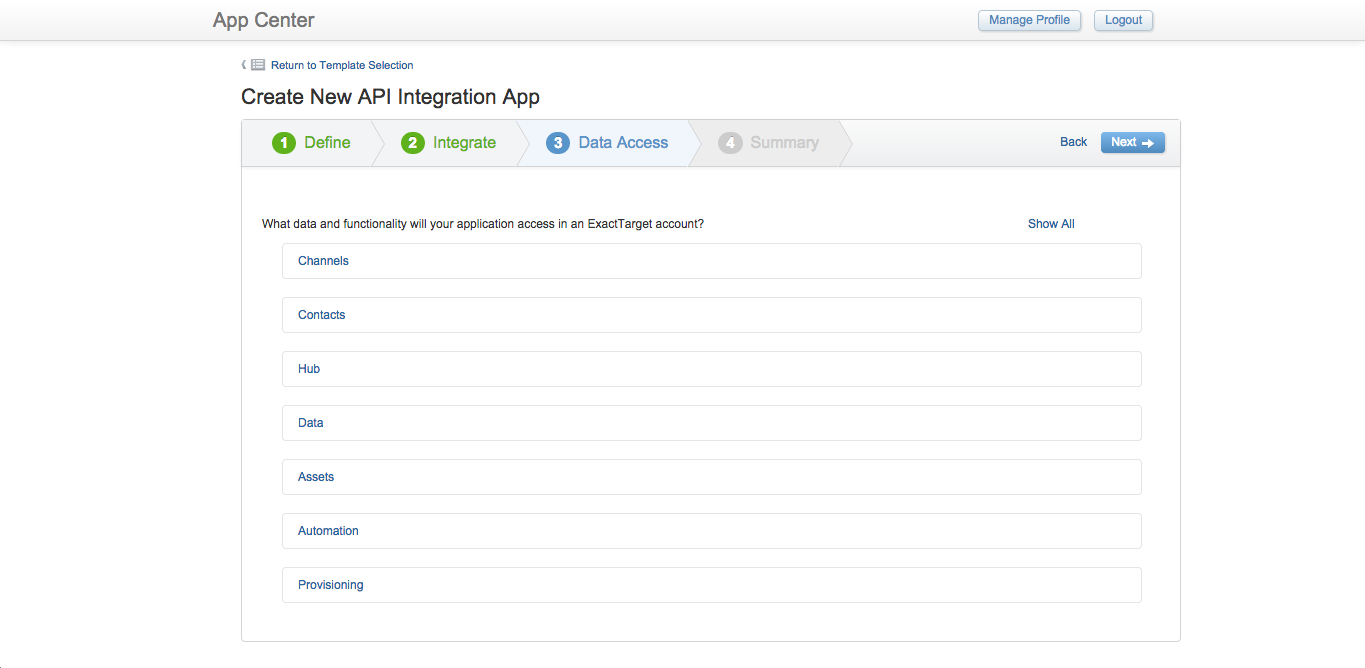 App Center
Manage Profile
Logout
Return to Template Selection
Create New API Integration App
1 Define
2 Integrate
3 Data Access
4 Summary
Back
Next
What data and functionality will your application access in an ExactTarget account?
Show All
Channels
Contacts
Hub
Data
Assets
Automation
Provisioning